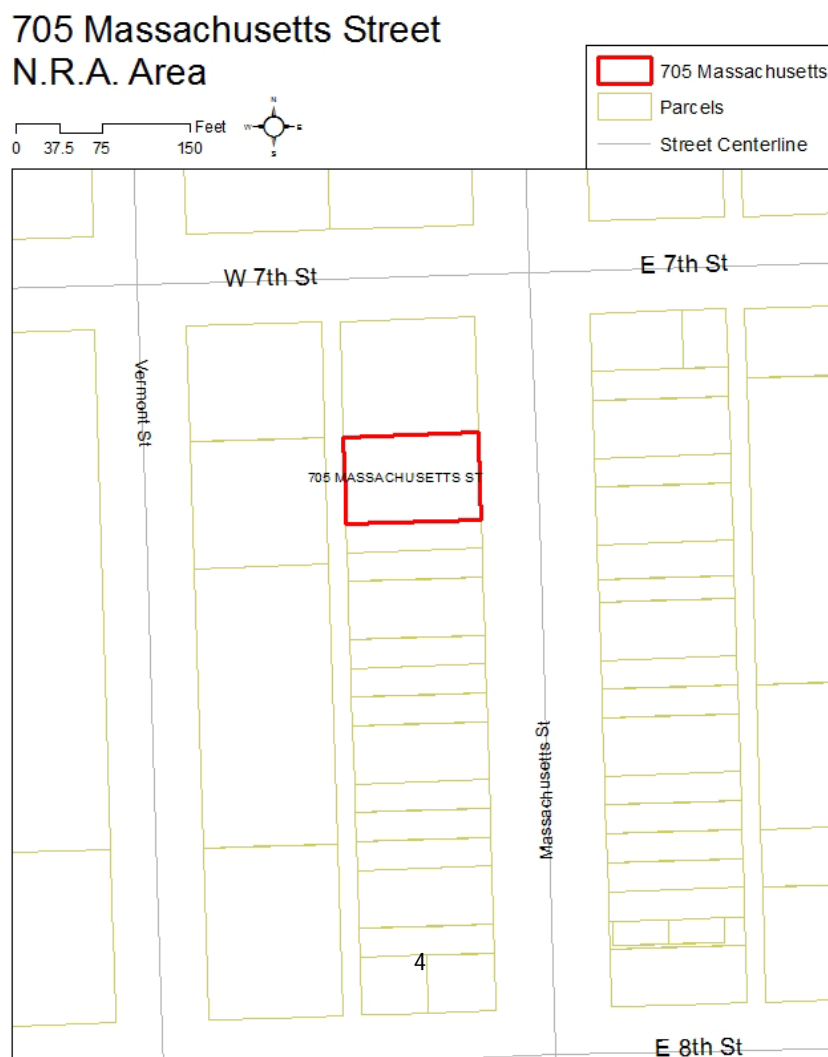 705 Massachusetts Street
N.R.A. Area
705 Massachusetts
Parcels
Street Centerline
Feet
0 37.5 75 150
N
W E
S
W 7th St
E 7th St
Vermont St
705 MASSACHUSETTS ST
Massachusetts St
4
E 8th St